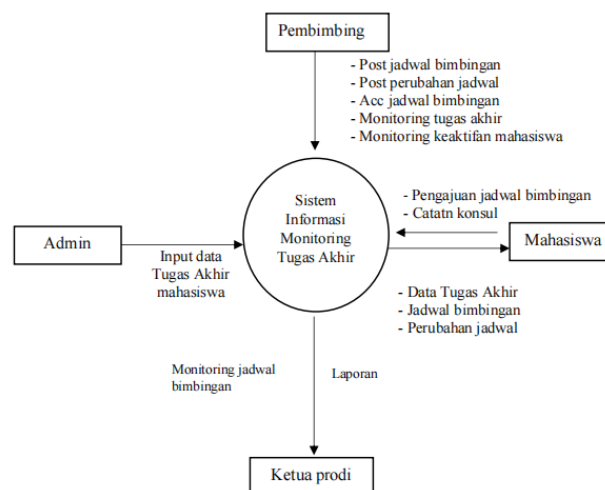 Pembimbing
- Post jadwal bimbingan
- Post perubahan jadwal
- Acc jadwal bimbingan
- Monitoring tugas akhir
- Monitoring keaktifan mahasiswa
Sistem
Informasi
Monitoring
Tugas Akhir
- Pengajuan jadwal bimbingan
- Catatn konsul
Admin
Mahasiswa
Input data
Tugas Akhir
mahasiswa
- Data Tugas Akhir
- Jadwal bimbingan
- Perubahan jadwal
Monitoring jadwal
bimbingan
Laporan
Ketua prodi